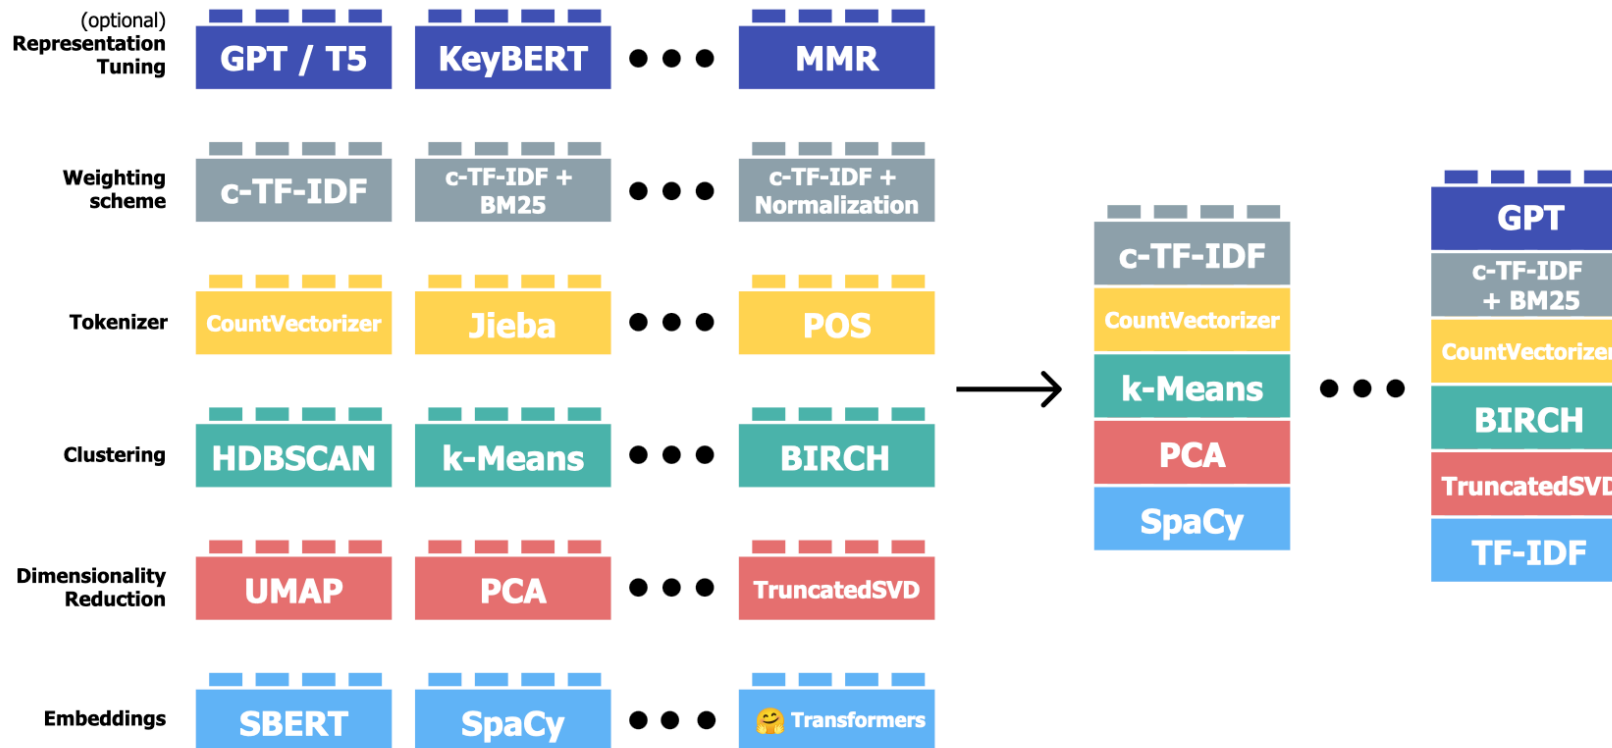 (optional)
Representation
Tuning
GPT / T5
KeyBERT
MMR
Weighting
scheme
c-TF-IDF
c-TF-IDF +
BM25
c-TF-IDF +
Normalization
Tokenizer
CountVectorizer
Jieba
POS
Clustering
HDBSCAN
k-Means
BIRCH
Dimensionality
Reduction
UMAP
PCA
TruncatedSVD
Embeddings
SBERT
SpaCy
🤗 Transformers
c-TF-IDF
CountVectorizer
k-Means
PCA
SpaCy
GPT
c-TF-IDF
+ BM25
CountVectorizer
BIRCH
TruncatedSVD
TF-IDF